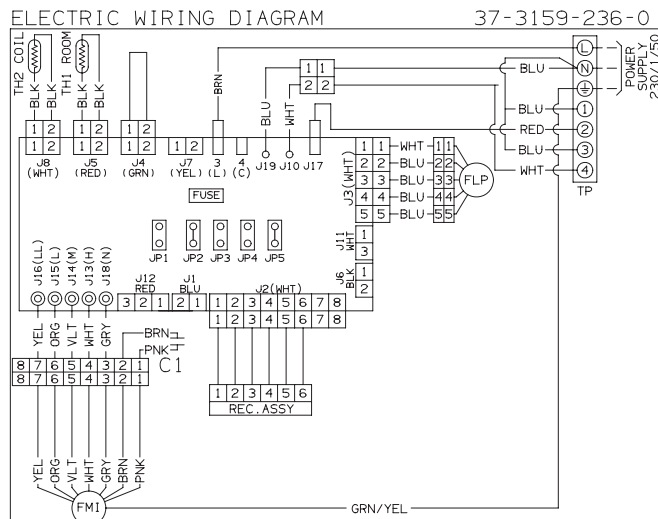 ELECTRIC WIRING DIAGRAM 37-3159-236-0
TH2 COIL
TH1 ROOM
BLK
BLK
BLK
BLK
BRN
BLU
WHT
1 1
2 2
BLU
BLU
RED
BLU
WHT
L
N
1
2
3
4
TP
POWER
SUPPLY
230/1/50
1 2
1 2
J8
(WHT)
1 2
1 2
J5
(RED)
1 2
1 2
J4
(GRN)
1 2
J7
(YEL)
3
(L)
4
(C)
J19
J10
J17
J3(WHT)
1 1 WHT 1 1
2 2 BLU 2 2
3 3 BLU 3 3
4 4 BLU 4 4
5 5 BLU 5 5
FLP
FUSE
JP1
JP2
JP3
JP4
JP5
J11
WHT
1
3
J6
BLK
1
2
J16(LL)
J15(L)
J14(M)
J13(H)
J18(N)
J12
RED
3 2 1
J1
BLU
2 1
J2(WHT)
1 2 3 4 5 6 7 8
1 2 3 4 5 6 7 8
YEL
ORG
VLT
WHT
GRY
BRN
PNK
C1
8 7 6 5 4 3 2 1
8 7 6 5 4 3 2 1
1 2 3 4 5 6
REC.ASSY
YEL
ORG
VLT
WHT
GRY
BRN
PNK
FMI
GRN/YEL